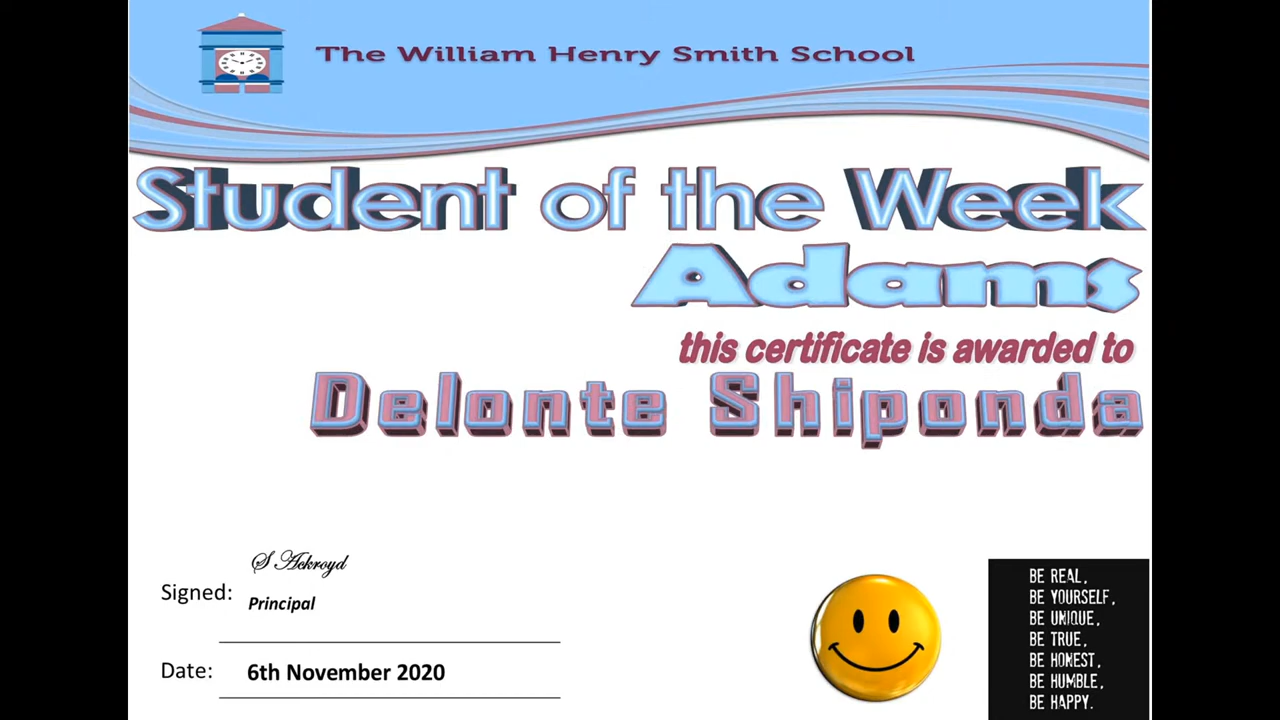 The William Henry Smith School
Student of the Week
Adams
this certificate is awarded to
Delonte Shiponda
S Ackroyd
Signed:
Principal
Date: 6th November 2020
BE REAL,
BE YOURSELF,
BE UNIQUE,
BE TRUE,
BE HONEST,
BE HUMBLE,
BE HAPPY.